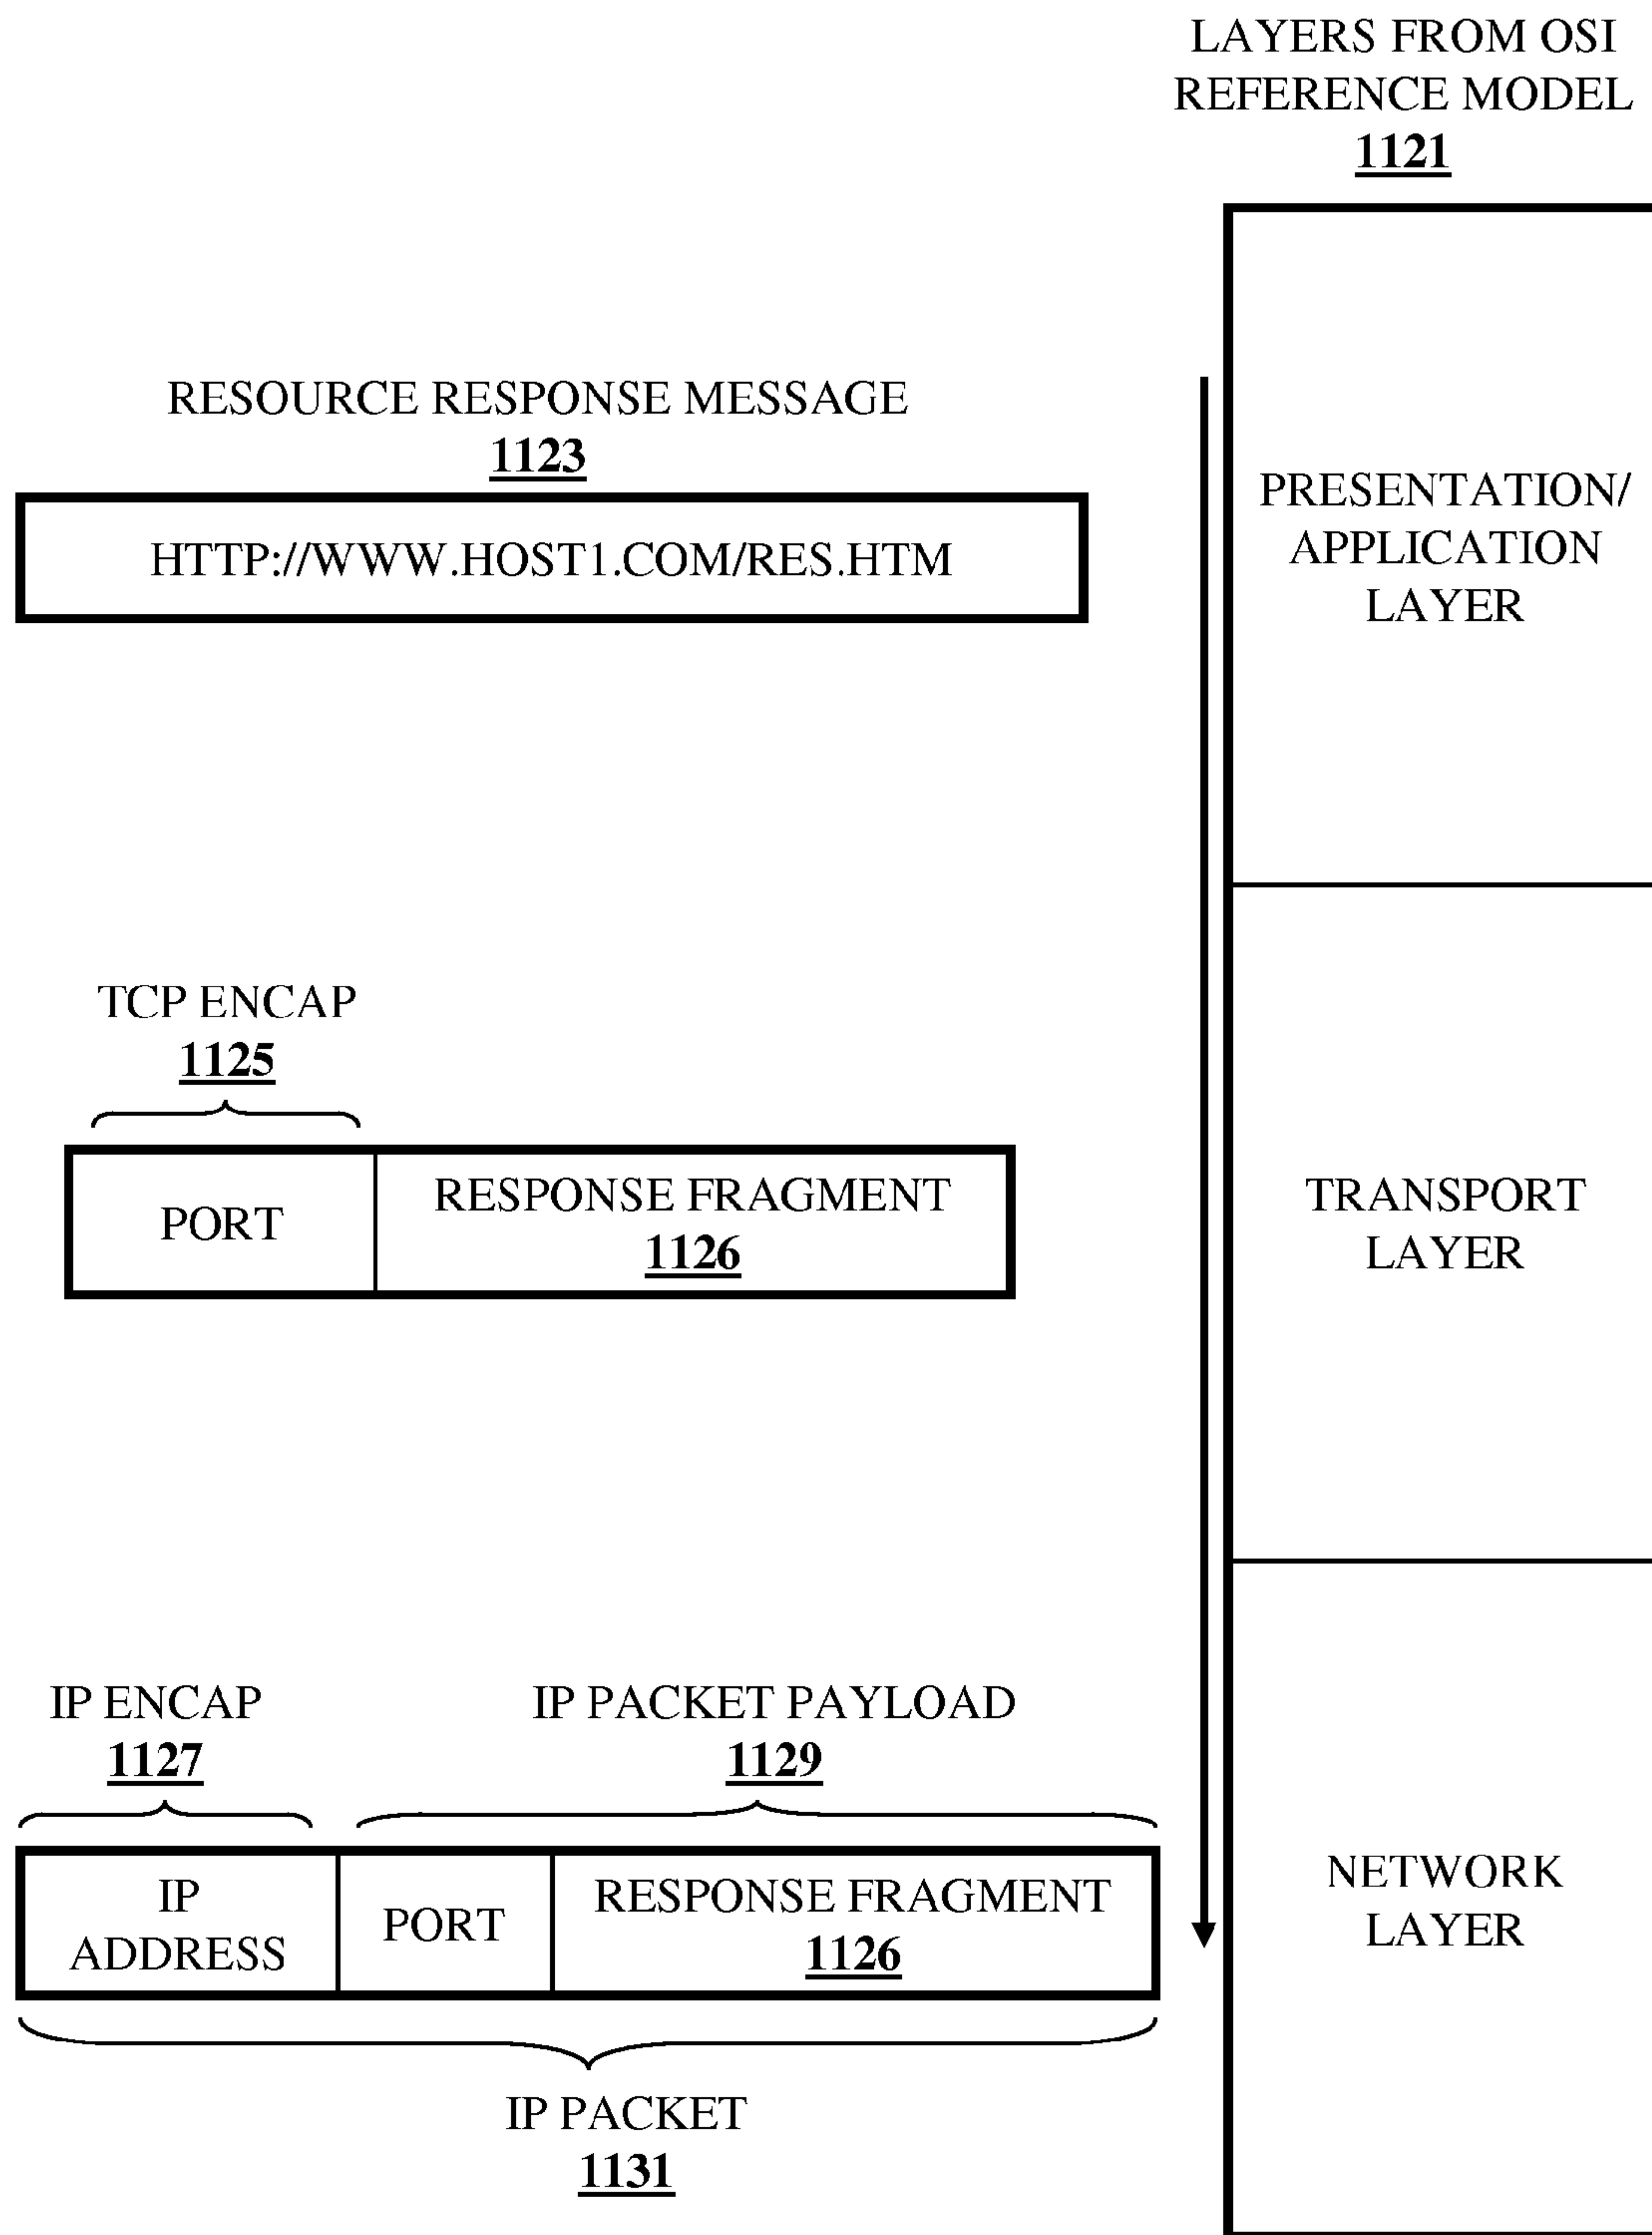 LAYERS FROM OSI
REFERENCE MODEL
1121
RESOURCE RESPONSE MESSAGE
1123
HTTP://WWW.HOST1.COM/RES.HTM
PRESENTATION/
APPLICATION
LAYER
TCP ENCAP
1125
PORT
RESPONSE FRAGMENT
1126
TRANSPORT
LAYER
IP ENCAP
1127
IP PACKET PAYLOAD
1129
IP
ADDRESS
PORT
RESPONSE FRAGMENT
1126
NETWORK
LAYER
IP PACKET
1131